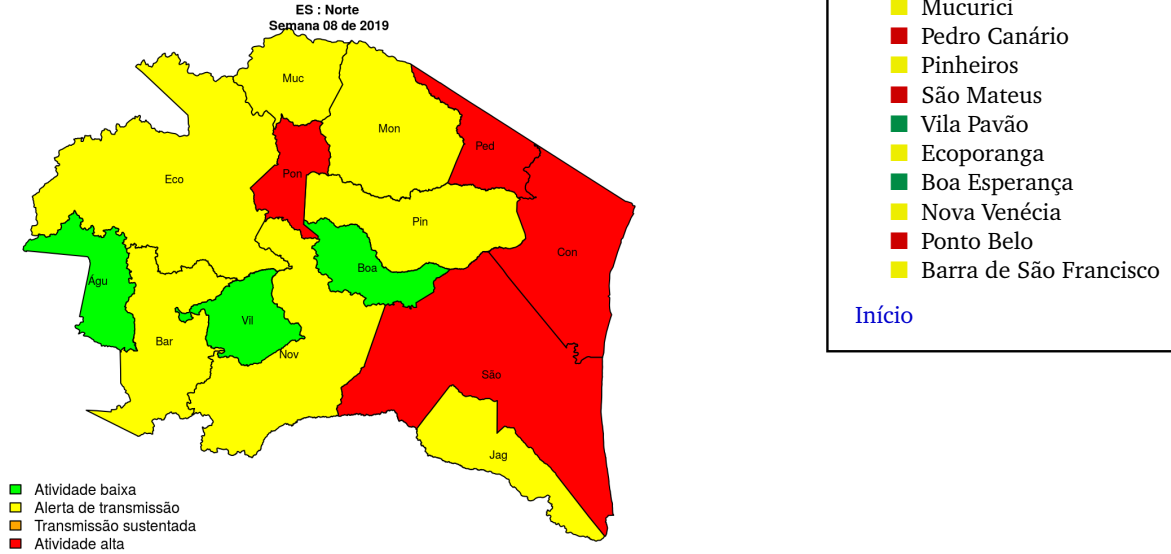 ES : Norte
Semana 08 de 2019
Muc
Mon
Ped
Eco
Pon
Pin
Con
Boa
Águ
Vil
Bar
Nov
São
Jag
Atividade baixa
Alerta de transmissão
Transmissão sustentada
Atividade alta
Mucurici
Pedro Canário
Pinheiros
São Mateus
Vila Pavão
Ecoporanga
Boa Esperança
Nova Venécia
Ponto Belo
Barra de São Francisco
Início